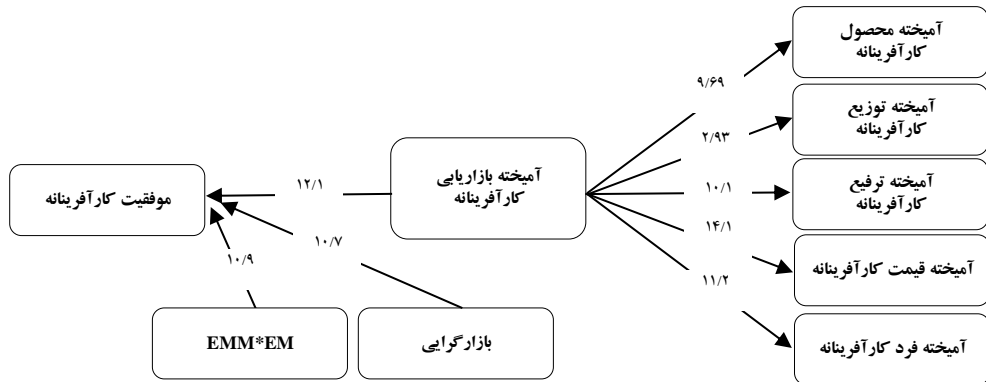 آمیخته محصول
کارآفرینانه
۹/۶۹
آمیخته توزیع
کارآفرینانه
۲/۹۳
آمیخته بازاریابی
کارآفرینانه
آمیخته ترفیع
کارآفرینانه
۱۰/۱
۱۲/۱
موفقیت کارآفرینانه
۱۴/۱
۱۰/۷
آمیخته قیمت کارآفرینانه
۱۰/۹
۱۱/۲
آمیخته فرد کارآفرینانه
بازارگرایی
EMM*EM